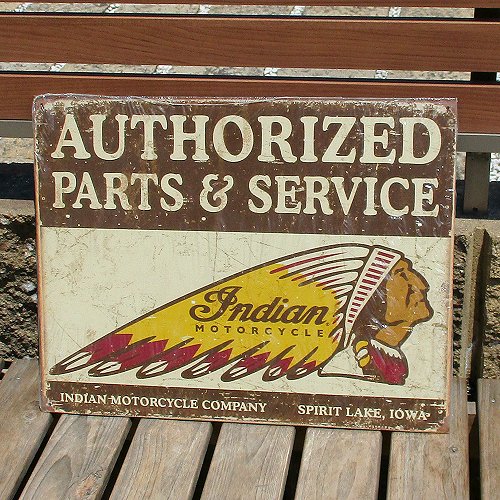 AUTHORIZED
PARTS & SERVICE
Indian
MOTORCYCLE
INDIAN MOTORCYCLE COMPANY SPIRIT LAKE, IOWA